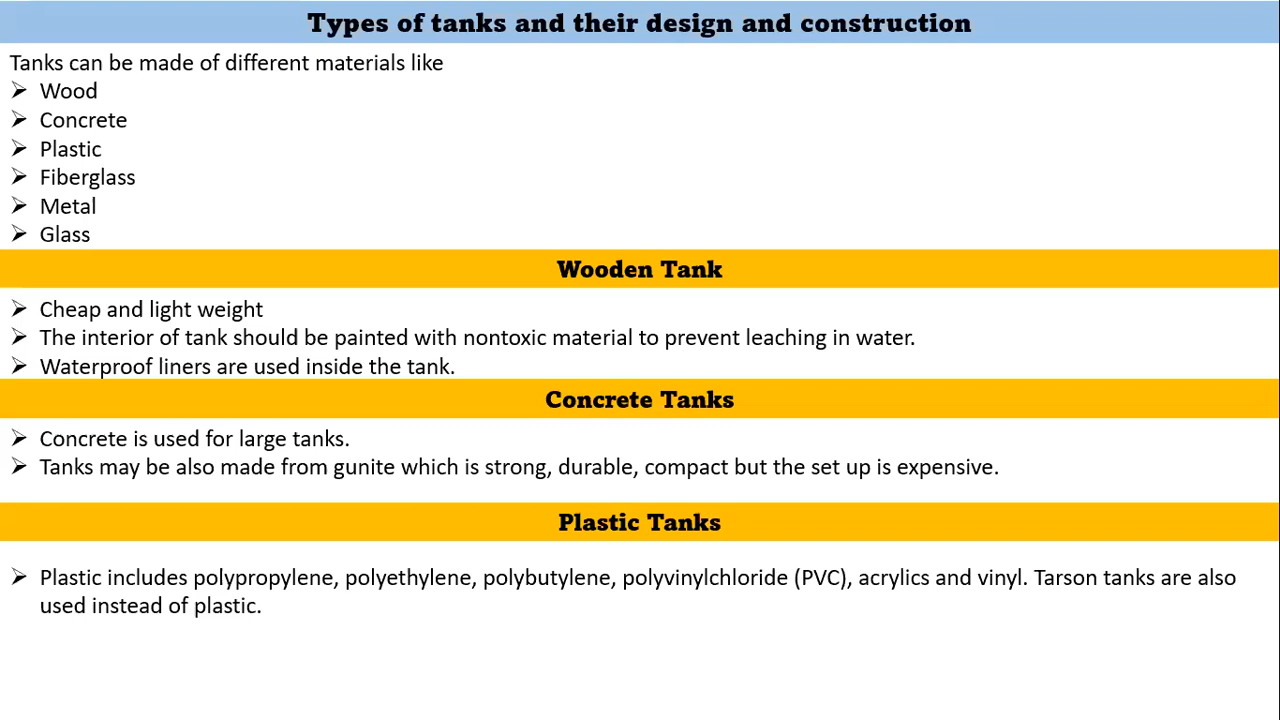 Types of tanks and their design and construction
Tanks can be made of different materials like
➢ Wood
➢ Concrete
➢ Plastic
➢ Fiberglass
➢ Metal
➢ Glass
Wooden Tank
➢ Cheap and light weight
➢ The interior of tank should be painted with nontoxic material to prevent leaching in water.
➢ Waterproof liners are used inside the tank.
Concrete Tanks
➢ Concrete is used for large tanks.
➢ Tanks may be also made from gunite which is strong, durable, compact but the set up is expensive.
Plastic Tanks
➢ Plastic includes polypropylene, polyethylene, polybutylene, polyvinylchloride (PVC), acrylics and vinyl. Tarson tanks are also
used instead of plastic.